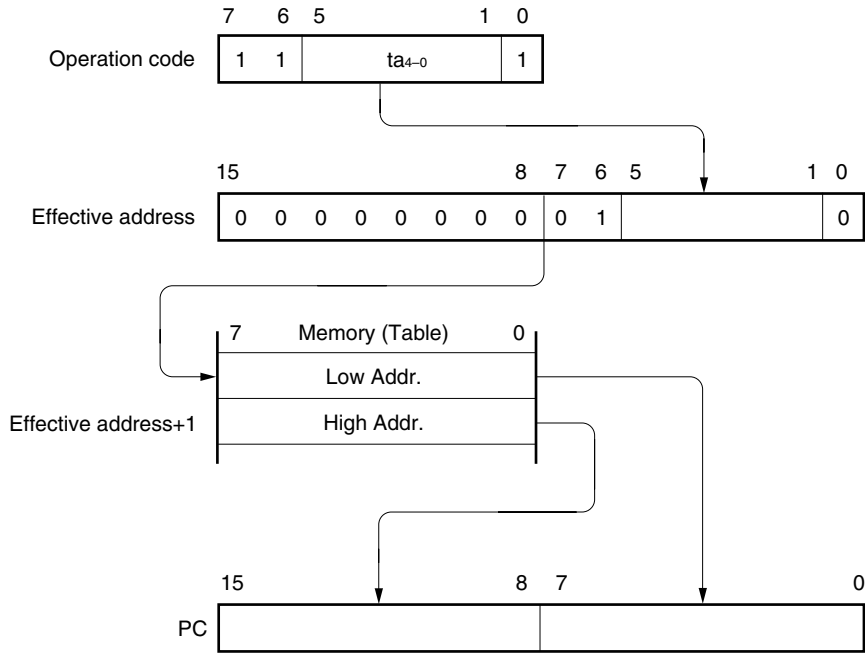 7 6 5 1 0
Operation code 1 1 ta4–0 1
15 8 7 6 5 1 0
Effective address 0 0 0 0 0 0 0 0 0 1 0
7 Memory (Table) 0
Low Addr.
Effective address+1 High Addr.
15 8 7 0
PC